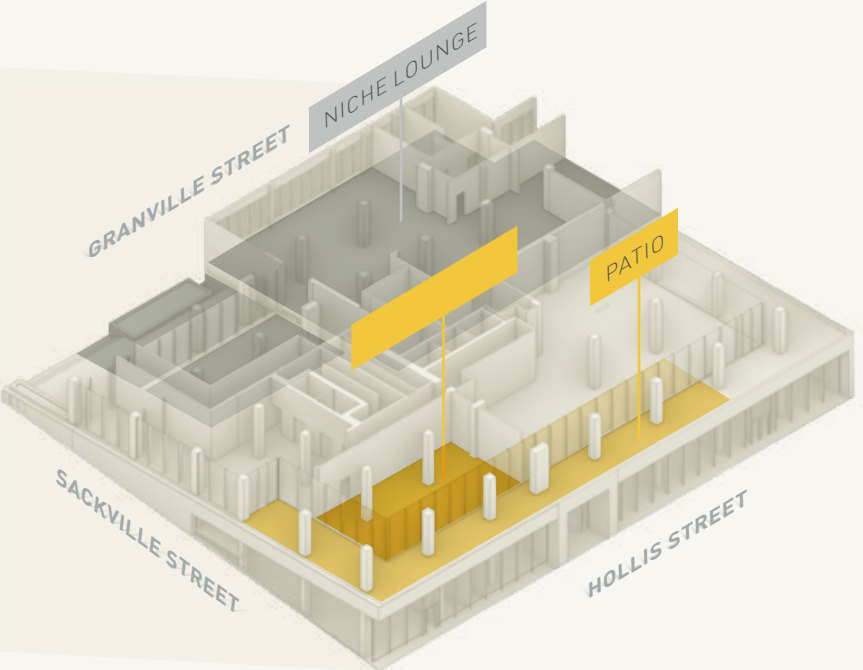 NICHE LOUNGE
GRANVILLE STREET
PATIO
SACKVILLE STREET
HOLLIS STREET